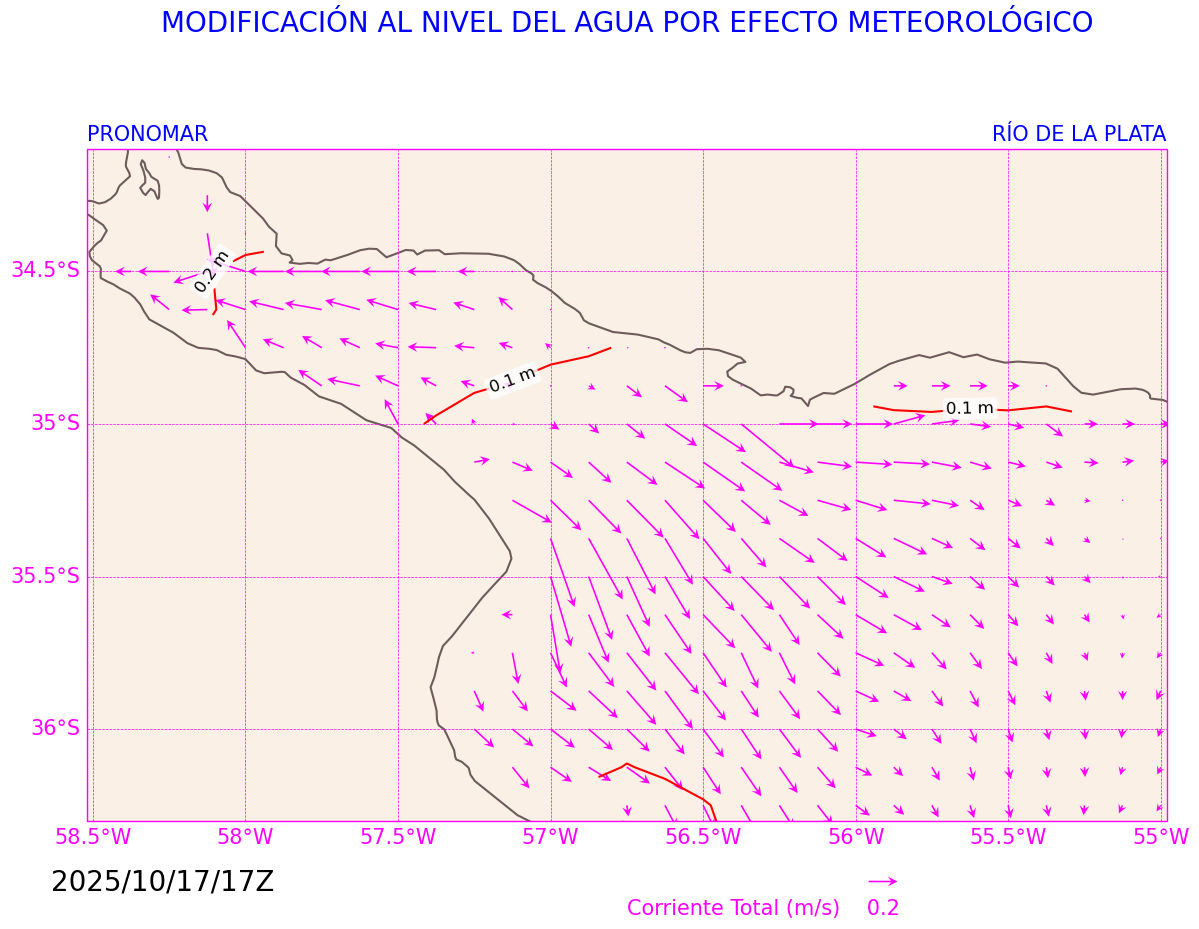 MODIFICACIÓN AL NIVEL DEL AGUA POR EFECTO METEOROLÓGICO
PRONOMAR
RÍO DE LA PLATA
0.2 m
34.5°S
0.1 m
0.1 m
35°S
35.5°S
36°S
58.5°W 58°W 57.5°W 57°W 56.5°W 56°W 55.5°W 55°W
2025/10/17/17Z
Corriente Total (m/s) 0.2